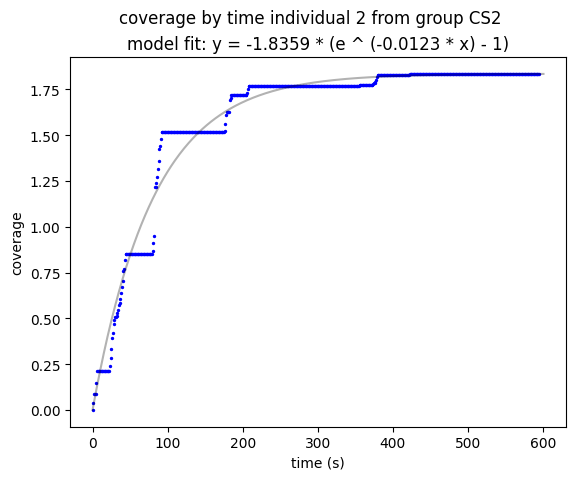 coverage by time individual 2 from group CS2
model fit: y = -1.8359 * (e ^ (-0.0123 * x) - 1)
1.75
1.50
1.25
1.00
0.75
0.50
0.25
0.00
coverage
0 100 200 300 400 500 600
time (s)